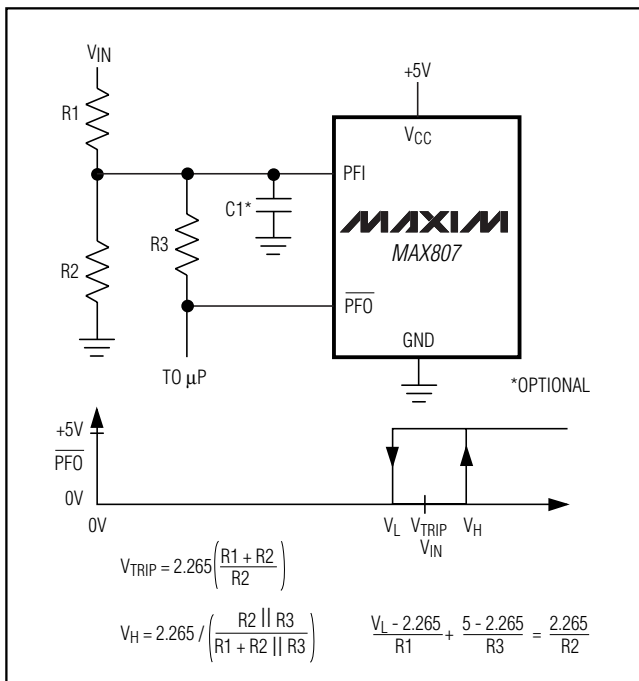 VIN
R1
+5V
VCC
PFI
C1*
MAXIM
MAX807
R3
R2
PFO
GND
TO μP
*OPTIONAL
+5V
PFO
0V
0V
VL
VTRIP
VH
VIN
VTRIP = 2.265(R1 + R2 / R2)
VH = 2.265 / (R2 || R3 / R1 + R2 || R3)
VL - 2.265 / R1 + 5 - 2.265 / R3 = 2.265 / R2